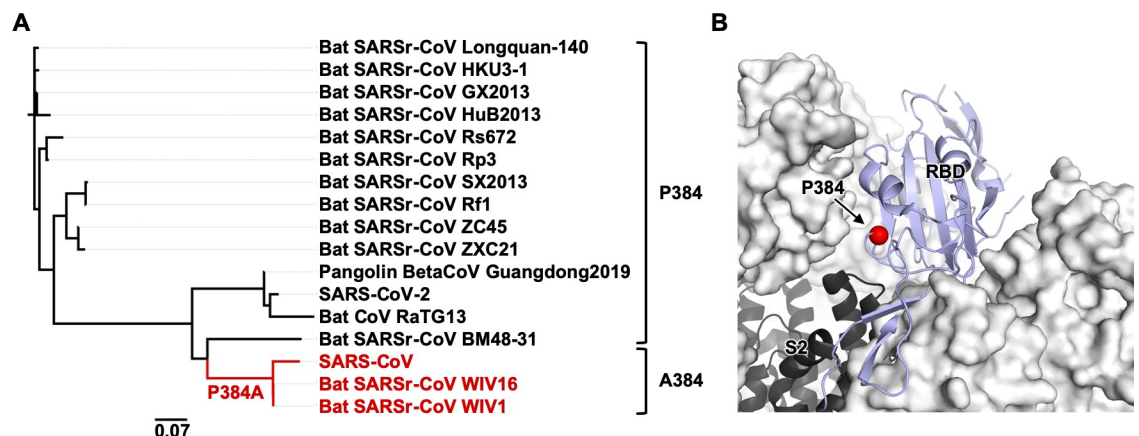 A
Bat SARSr-CoV Longquan-140
Bat SARSr-CoV HKU3-1
Bat SARSr-CoV GX2013
Bat SARSr-CoV HuB2013
Bat SARSr-CoV Rs672
Bat SARSr-CoV Rp3
Bat SARSr-CoV SX2013
Bat SARSr-CoV Rf1
Bat SARSr-CoV ZC45
Bat SARSr-CoV ZXC21
Pangolin BetaCoV Guangdong2019
SARS-CoV-2
Bat CoV RaTG13
Bat SARSr-CoV BM48-31
SARS-CoV
Bat SARSr-CoV WIV16
Bat SARSr-CoV WIV1
P384A
0.07
P384
A384
B
RBD
P384
S2